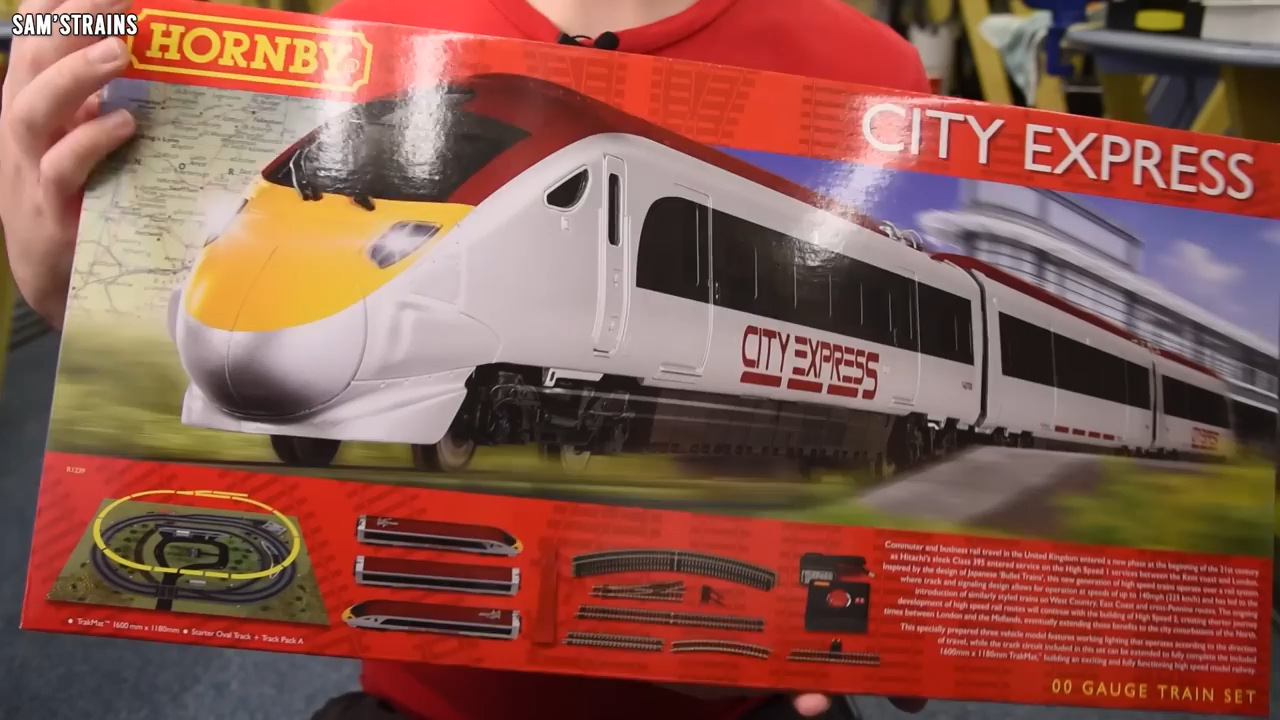 SAM'STRAINS
HORNBY
CITY EXPRESS
CITY EXPRESS
R1229
Commuter and business rail travel in the United Kingdom entered a new phase at the beginning of the 21st century
as Hitachi's sleek Class 395 entered service on the High Speed 1 services between the Kent coast and London.
Inspired by the design of Japanese 'Bullet Trains', this new generation of high speed trains operate over a rail system
where track and signaling design allows for operation at speeds of up to 140mph (225 km/h) and has led to the
introduction of similarly styled trains on West Country, East Coast and cross-Pennine routes. The ongoing
development of high speed rail routes will continue with the building of High Speed 2, creating shorter journey
times between London and the Midlands, eventually extending those benefits to the city conurbations of the North.
This specially prepared three vehicle model features working lighting that operates according to the direction
of travel, while the track circuit included in this set can be extended to fully complete the included
1600mm x 1180mm TrakMat, building an exciting and fully functioning high speed model railway.
• TrakMat™ 1600 mm x 1180mm • Starter Oval Track + Track Pack A
00 GAUGE TRAIN SET